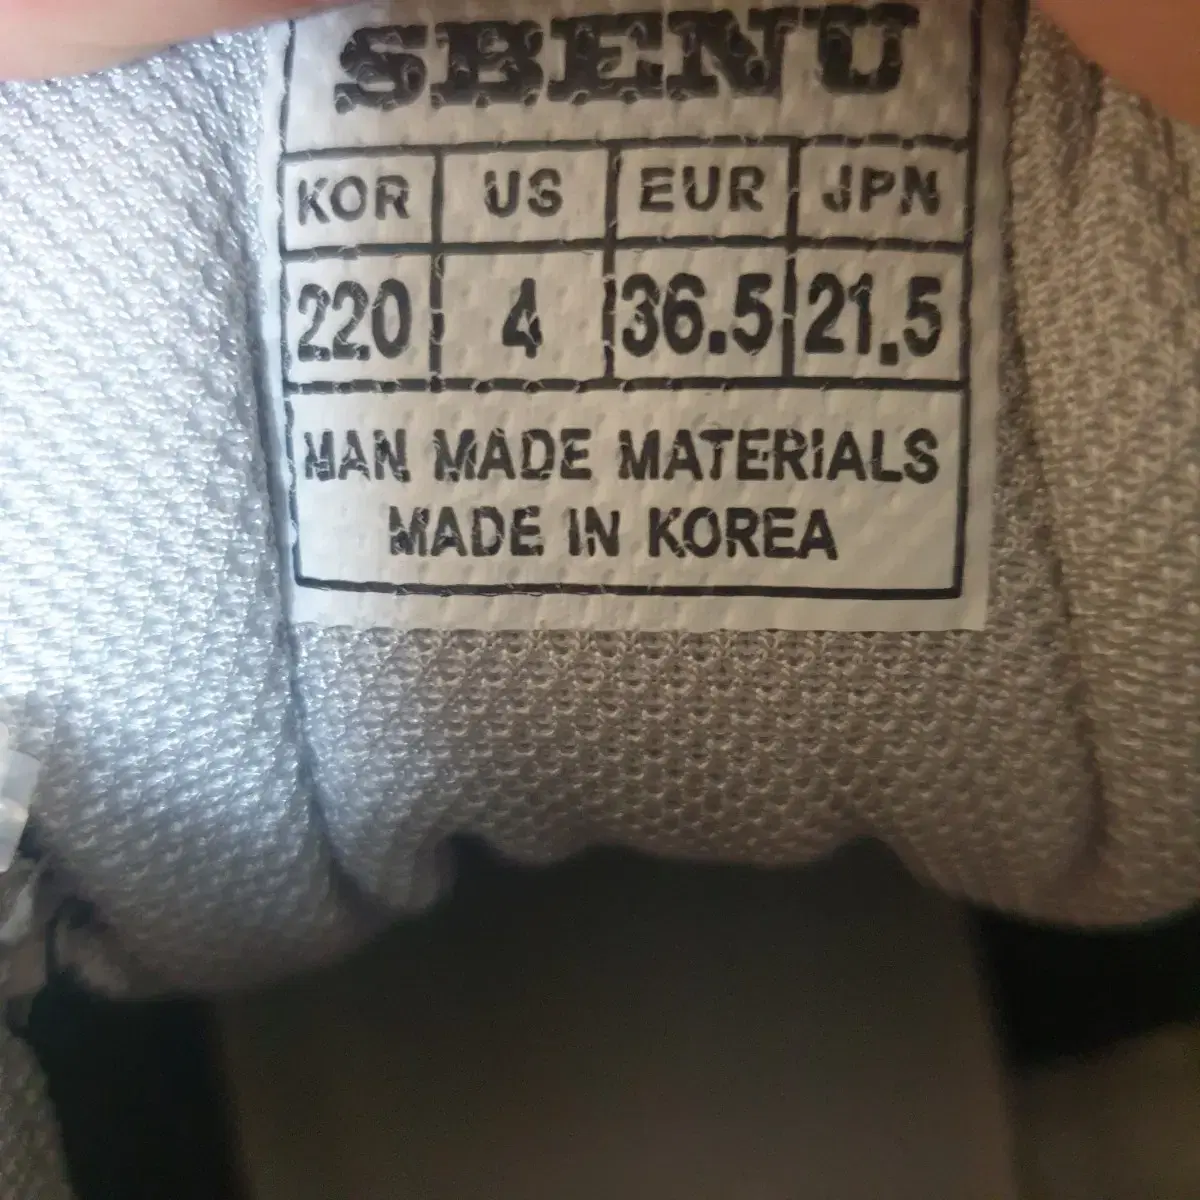 SBENU
KOR US EUR JPN
220 4 36.5 21.5
MAN MADE MATERIALS
MADE IN KOREA